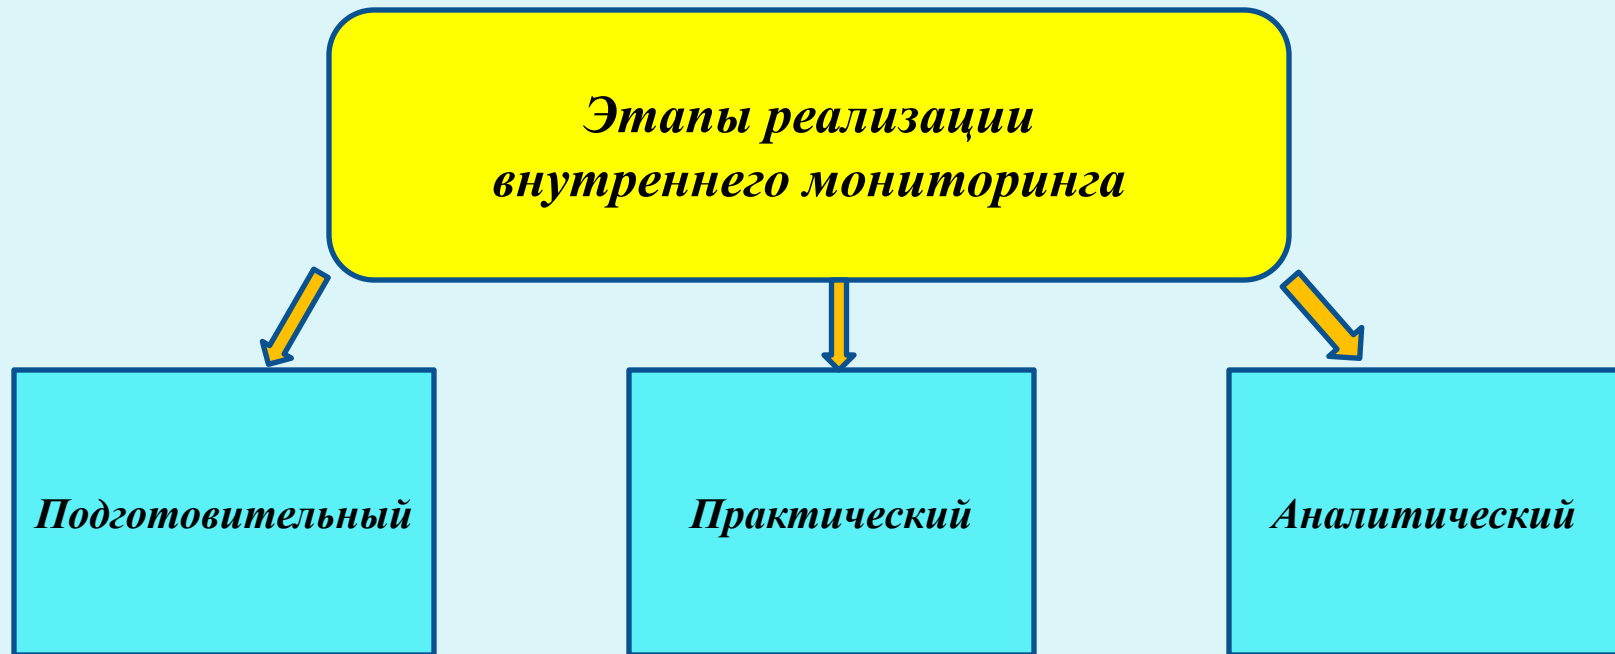 Этапы реализации
внутреннего мониторинга
Подготовительный
Практический
Аналитический